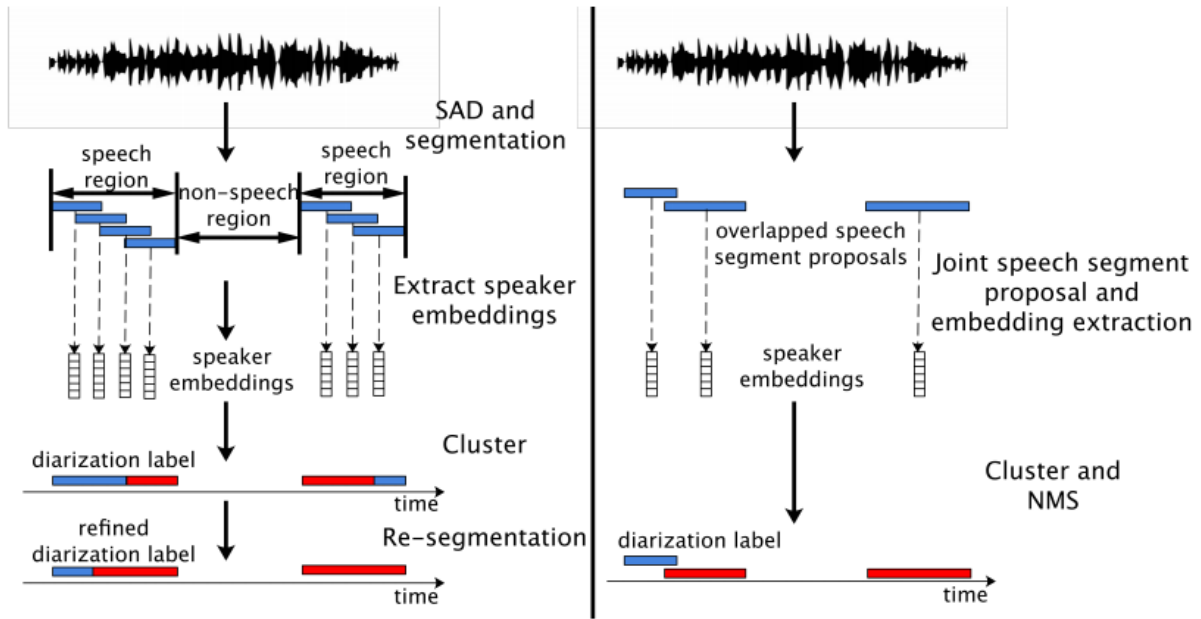 SAD and
segmentation
speech
region
non-speech
region
speech
region
Extract speaker
embeddings
speaker
embeddings
Cluster
diarization label
time
refined
diarization label
Re-segmentation
time
overlapped speech
segment proposals
Joint speech segment
proposal and
embedding extraction
speaker
embeddings
Cluster and
NMS
diarization label
time